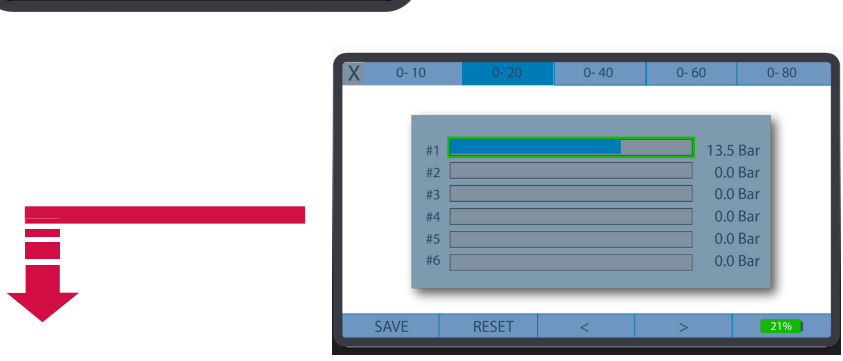 X 0- 10 0- 20 0- 40 0- 60 0- 80
#1 13.5 Bar
#2 0.0 Bar
#3 0.0 Bar
#4 0.0 Bar
#5 0.0 Bar
#6 0.0 Bar
SAVE RESET < > 21%